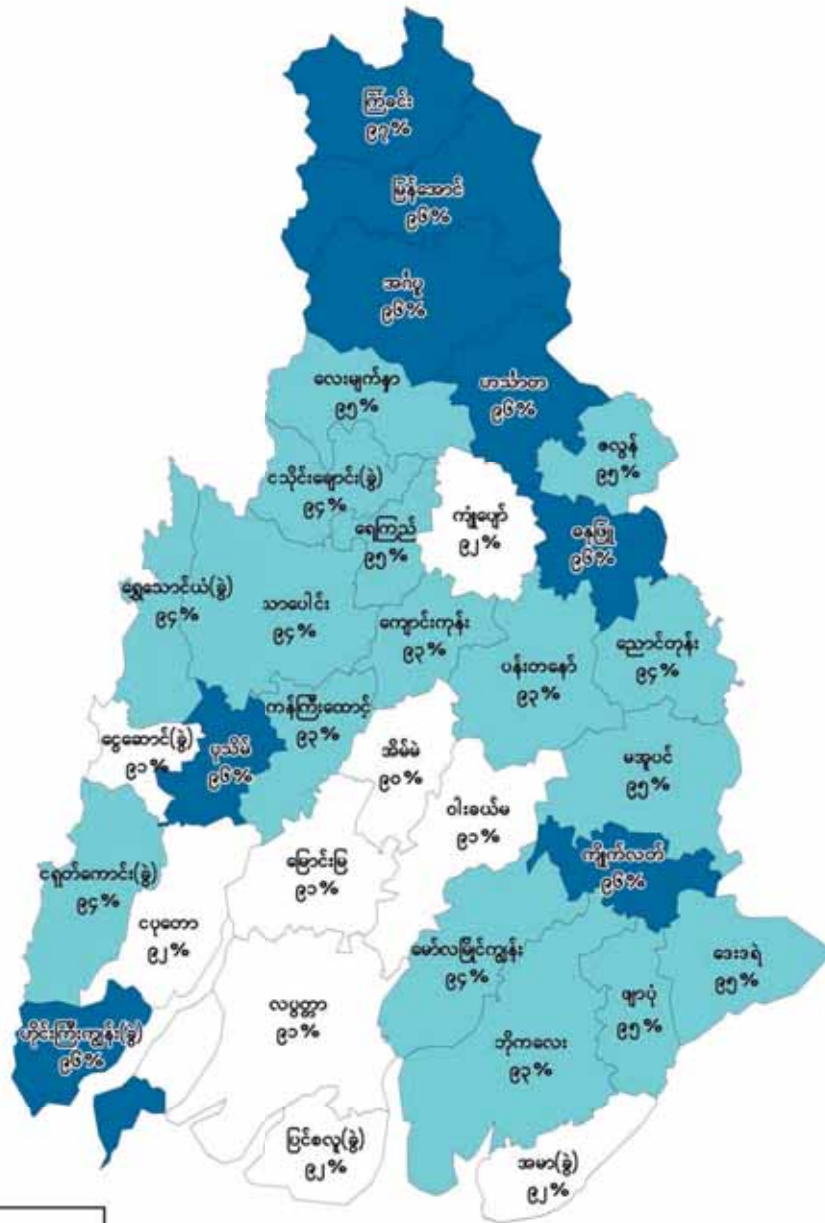 ကြံခင်း
၉၇%
မြန်အောင်
၉၆%
အင်္ဂပူ
၉၆%
လေးမျက်နှာ
၉၅%
ဟင်္သာတ
၉၆%
ဇလွန်
၉၅%
ငသိုင်းချောင်း(ခွဲ)
၉၄%
ရေကြည်
၉၅%
ကျုံပျော်
၉၂%
ဓနုဖြူ
၉၆%
ရွှေသောင်ယံ(ခွဲ)
၉၄%
သာပေါင်း
၉၄%
ကျောင်းကုန်း
၉၃%
ပန်းတနော်
၉၃%
ညောင်တုန်း
၉၄%
ငွေဆောင်(ခွဲ)
၉၁%
ပုသိမ်
၉၆%
ကန်ကြီးထောင့်
၉၃%
အိမ်မဲ
၉၀%
ဝါးခယ်မ
၉၁%
မအူပင်
၉၅%
ငရုတ်ကောင်း(ခွဲ)
၉၄%
ငပုတော
၉၂%
မြောင်းမြ
၉၁%
ကျိုက်လတ်
၉၆%
မော်လမြိုင်ကျွန်း
၉၄%
ဒေးဒရဲ
၉၅%
ဟိုင်းကြီးကျွန်း(ခွဲ)
၉၆%
လပွတ္တာ
၉၁%
ဘိုကလေး
၉၃%
ဖျာပုံ
၉၅%
ပြင်စလူ(ခွဲ)
၉၂%
အမာ(ခွဲ)
၉၂%